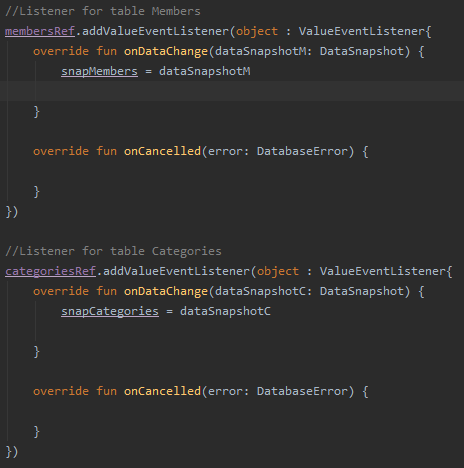 //Listener for table Members
membersRef.addValueEventListener(object : ValueEventListener{
override fun onDataChange(dataSnapshotM: DataSnapshot) {
snapMembers = dataSnapshotM
}
override fun onCancelled(error: DatabaseError) {
}
})
//Listener for table Categories
categoriesRef.addValueEventListener(object : ValueEventListener{
override fun onDataChange(dataSnapshotC: DataSnapshot) {
snapCategories = dataSnapshotC
}
override fun onCancelled(error: DatabaseError) {
}
})